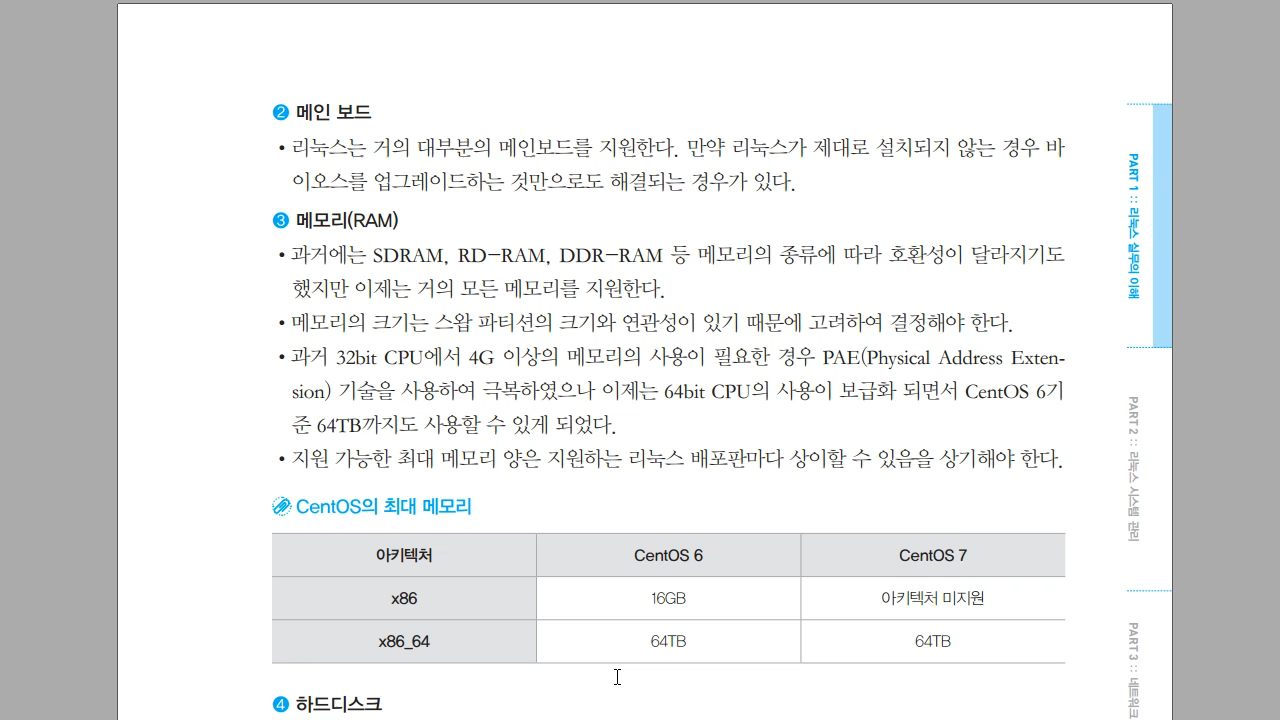 ❷ 메인 보드
• 리눅스는 거의 대부분의 메인보드를 지원한다. 만약 리눅스가 제대로 설치되지 않는 경우 바
이오스를 업그레이드하는 것만으로도 해결되는 경우가 있다.
❸ 메모리(RAM)
• 과거에는 SDRAM, RD-RAM, DDR-RAM 등 메모리의 종류에 따라 호환성이 달라지기도
했지만 이제는 거의 모든 메모리를 지원한다.
• 메모리의 크기는 스왑 파티션의 크기와 연관성이 있기 때문에 고려하여 결정해야 한다.
• 과거 32bit CPU에서 4G 이상의 메모리의 사용이 필요한 경우 PAE(Physical Address Exten-
sion) 기술을 사용하여 극복하였으나 이제는 64bit CPU의 사용이 보급화 되면서 CentOS 6기
준 64TB까지도 사용할 수 있게 되었다.
• 지원 가능한 최대 메모리 양은 지원하는 리눅스 배포판마다 상이할 수 있음을 상기해야 한다.
CentOS의 최대 메모리
아키텍처 CentOS 6 CentOS 7
x86 16GB 아키텍처 미지원
x86_64 64TB 64TB
❹ 하드디스크
PART 1 :: 리눅스 실무의 이해
PART 2 :: 리눅스 시스템 관리
PART 3 :: 네트워크